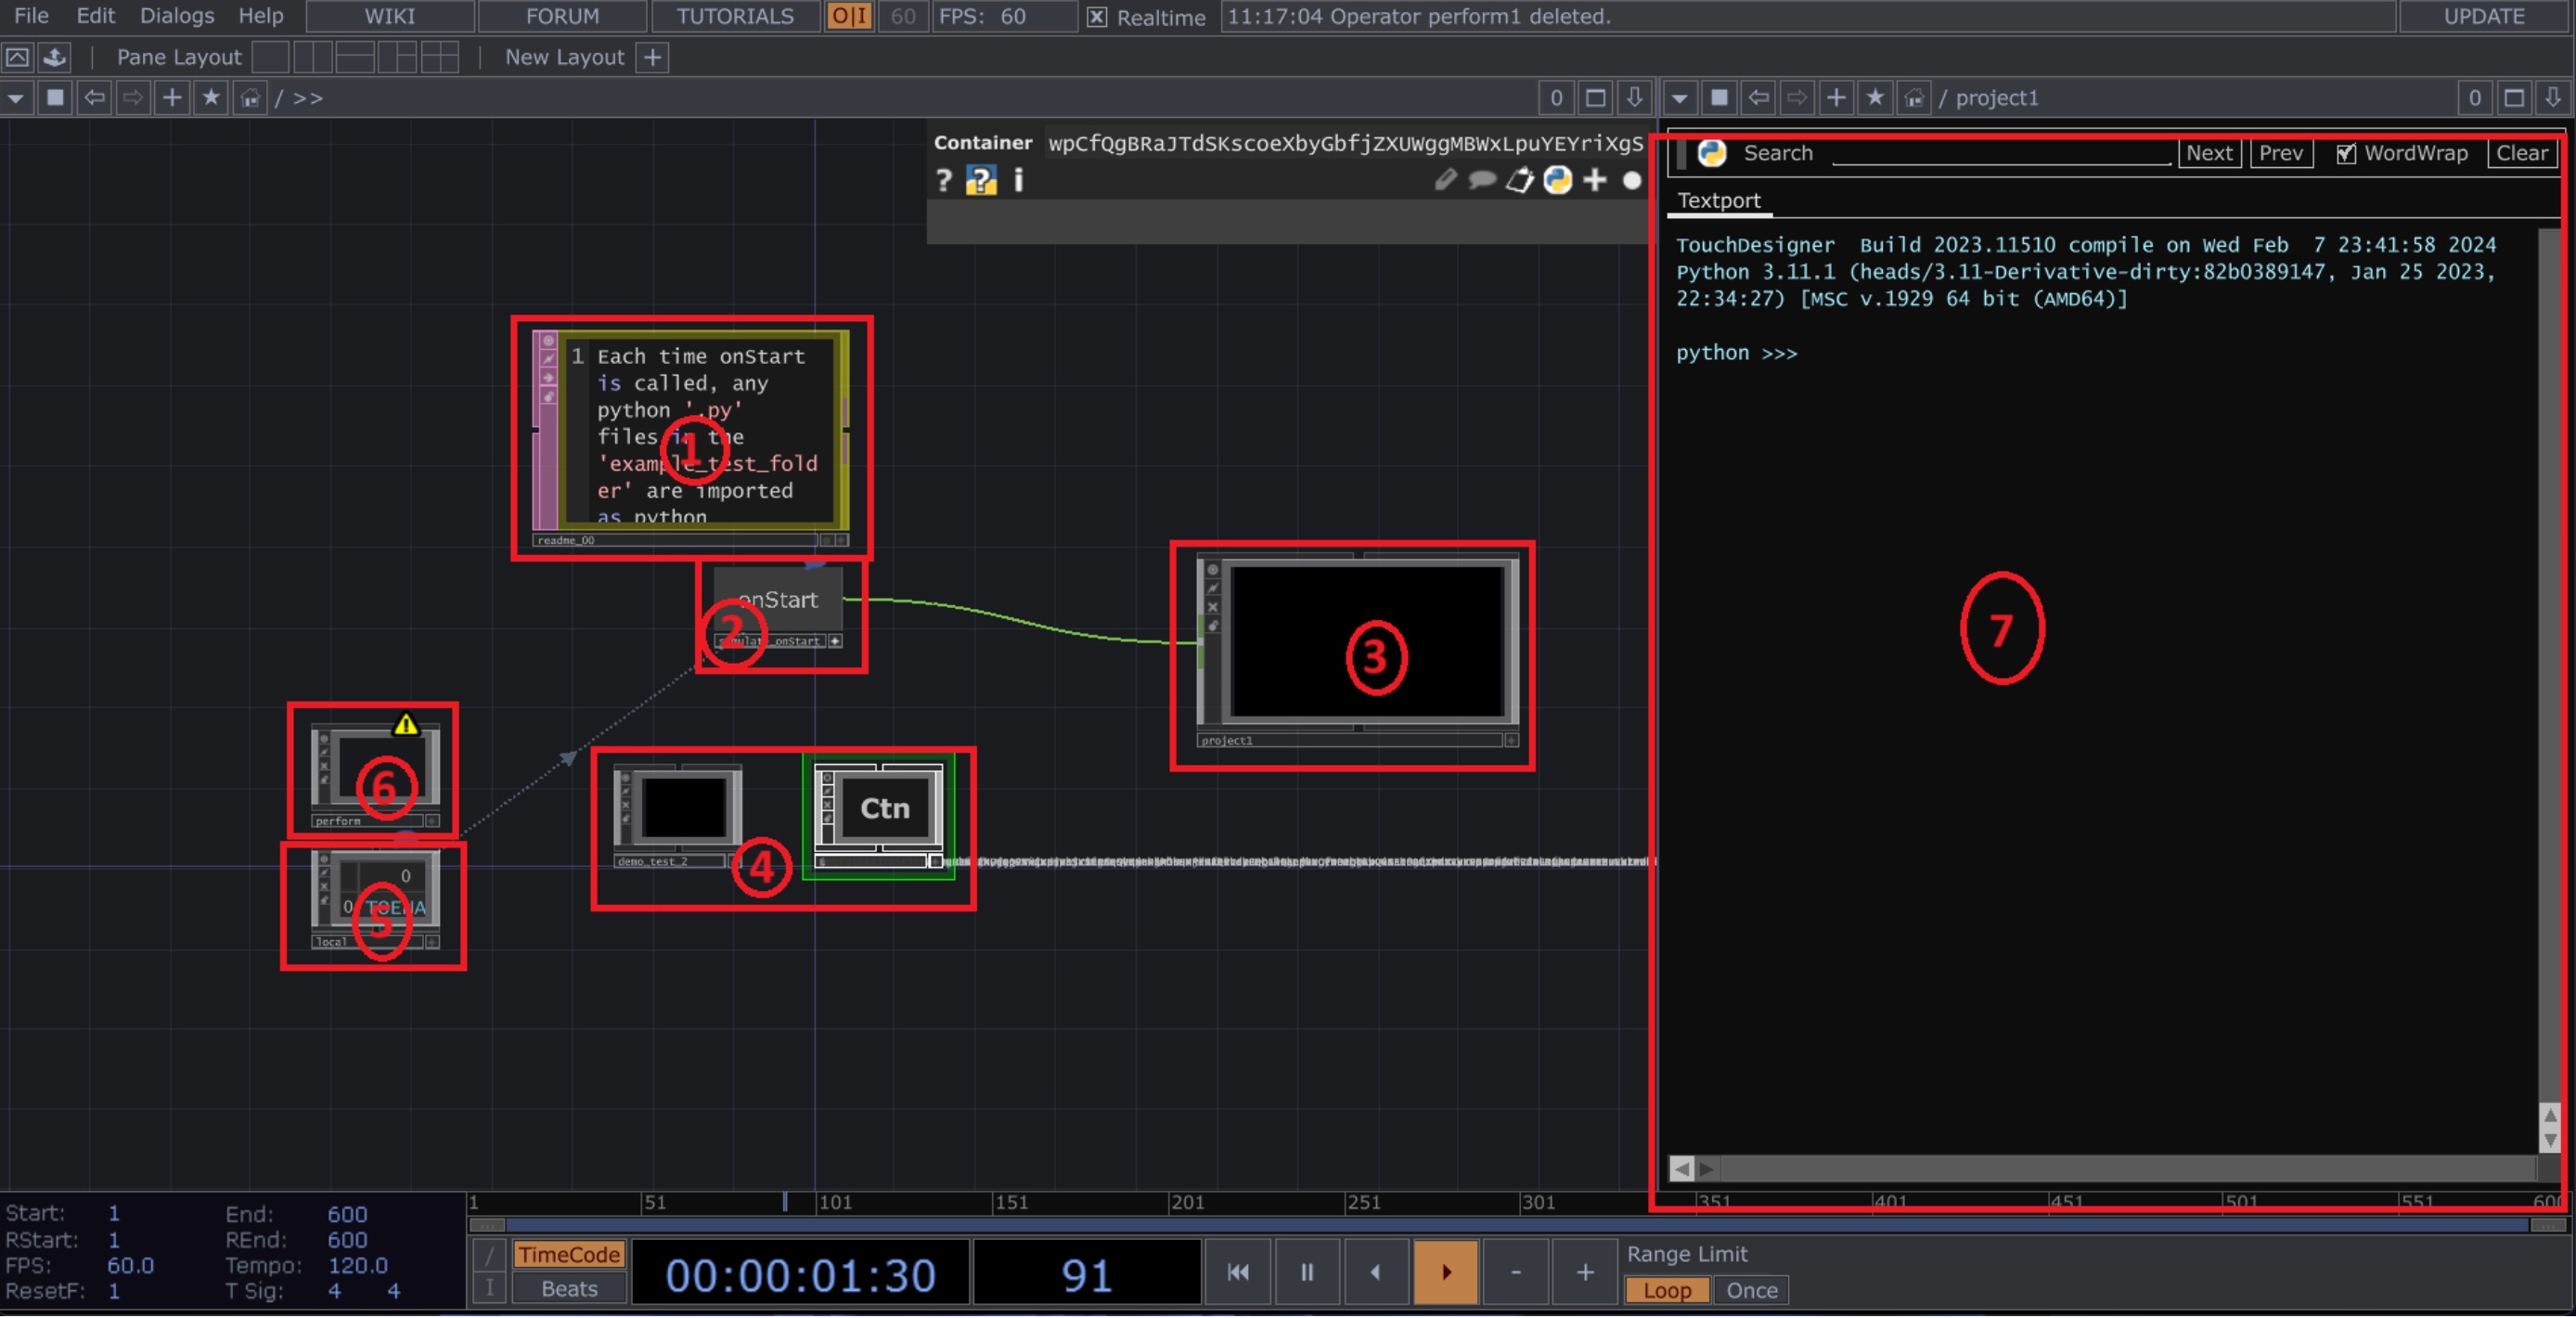 File Edit Dialogs Help WIKI FORUM TUTORIALS O|I 60 FPS: 60 Realtime 11:17:04 Operator perform1 deleted. UPDATE
Pane Layout New Layout +
/ >> 0
/ project1 0
Container wpCfQgBRaJTdSKscoeXbyGbfjZXUWggMBWxLpuYEYriXgS
? ? i
Search Next Prev WordWrap Clear
Textport
TouchDesigner Build 2023.11510 compile on Wed Feb 7 23:41:58 2024
Python 3.11.1 (heads/3.11-Derivative-dirty:82b0389147, Jan 25 2023,
22:34:27) [MSC v.1929 64 bit (AMD64)]
python >>>
1 Each time onStart
is called, any
python '.py'
files in the
'example_test_fold
er' are imported
as python
readme_00
1
onStart
simulate_onStart
2
3
project1
6
perform
0
0 TOENA
5
local
demo_test_2
4
Ctn
7
1 51 101 151 201 251 301 351 401 451 501 551 600
Start: 1 End: 600
RStart: 1 REnd: 600
FPS: 60.0 Tempo: 120.0
ResetF: 1 T Sig: 4 4
/ TimeCode
I Beats
00:00:01:30 91
- +
Range Limit
Loop Once